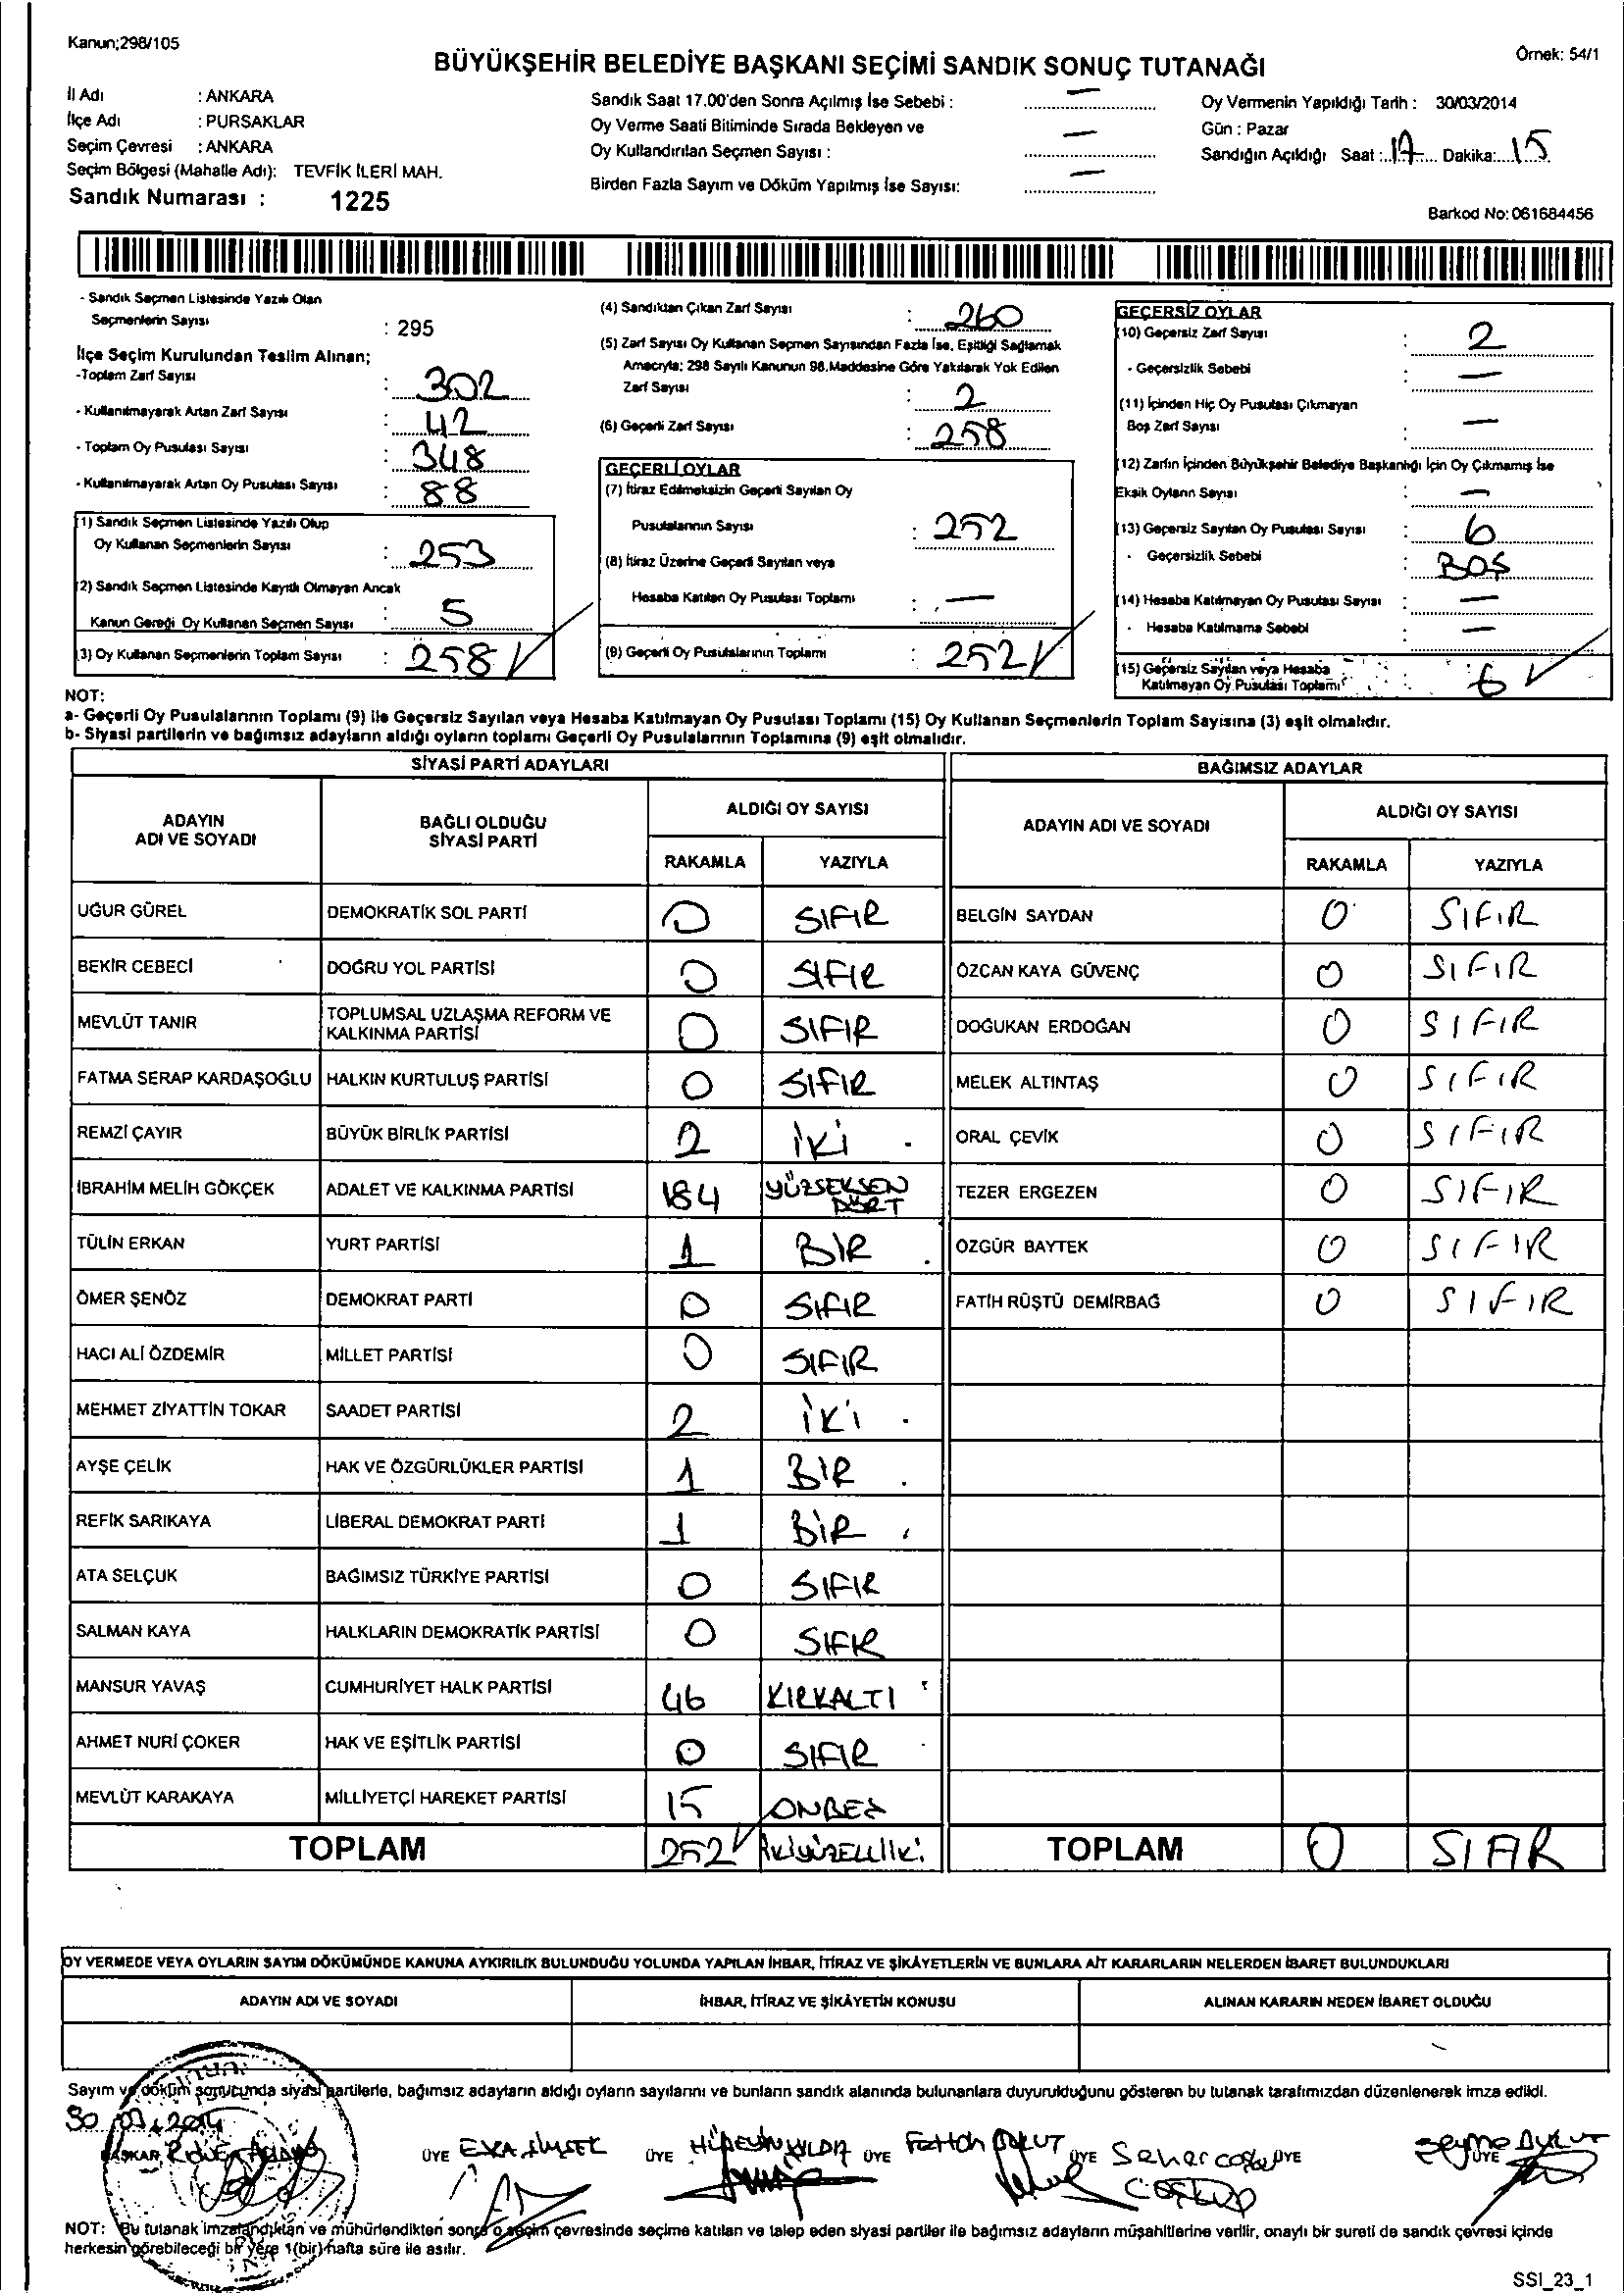 Kanun;298/105
BÜYÜKŞEHİR BELEDİYE BAŞKANI SEÇİMİ SANDIK SONUÇ TUTANAĞI
Örnek: 54/1
İl Adı : ANKARA
İlçe Adı : PURSAKLAR
Seçim Çevresi : ANKARA
Seçim Bölgesi (Mahalle Adı): TEVFİK İLERİ MAH.
Sandık Numarası : 1225
Sandık Saat 17.00'den Sonra Açılmış İse Sebebi : —
Oy Verme Saati Bitiminde Sırada Bekleyen ve
Oy Kullandırılan Seçmen Sayısı : —
Birden Fazla Sayım ve Döküm Yapılmış İse Sayısı: —
Oy Vermenin Yapıldığı Tarih : 30/03/2014
Gün : Pazar
Sandığın Açıldığı Saat : 17 Dakika: 15
Barkod No: 061684456
- Sandık Seçmen Listesinde Yazılı Olan
Seçmenlerin Sayısı : 295
İlçe Seçim Kurulundan Teslim Alınan;
-Toplam Zarf Sayısı : 302
- Kullanılmayarak Artan Zarf Sayısı : 42
- Toplam Oy Pusulası Sayısı : 348
- Kullanılmayarak Artan Oy Pusulası Sayısı : 88
(1) Sandık Seçmen Listesinde Yazılı Olup
Oy Kullanan Seçmenlerin Sayısı : 253
(2) Sandık Seçmen Listesinde Kayıtlı Olmayan Ancak
Kanun Gereği Oy Kullanan Seçmen Sayısı : 5
(3) Oy Kullanan Seçmenlerin Toplam Sayısı : 258
(4) Sandıktan Çıkan Zarf Sayısı : 260
(5) Zarf Sayısı Oy Kullanan Seçmen Sayısından Fazla İse, Eşitliği Sağlamak
Amacıyla; 298 Sayılı Kanunun 98.Maddesine Göre Yakılarak Yok Edilen
Zarf Sayısı : 2
(6) Geçerli Zarf Sayısı : 258
GEÇERLİ OYLAR
(7) İtiraz Edilmeksizin Geçerli Sayılan Oy
Pusulalarının Sayısı : 252
(8) İtiraz Üzerine Geçerli Sayılan veya
Hesaba Katılan Oy Pusulası Toplamı : —
(9) Geçerli Oy Pusulalarının Toplamı : 252
GEÇERSİZ OYLAR
(10) Geçersiz Zarf Sayısı : 2
- Geçersizlik Sebebi : —
(11) İçinden Hiç Oy Pusulası Çıkmayan
Boş Zarf Sayısı —
(12) Zarfın İçinden Büyükşehir Belediye Başkanlığı İçin Oy Çıkmamış İse
Eksik Oyların Sayısı : —
(13) Geçersiz Sayılan Oy Pusulası Sayısı : 6
- Geçersizlik Sebebi : BOŞ
(14) Hesaba Katılmayan Oy Pusulası Sayısı : —
- Hesaba Katılmama Sebebi : —
(15) Geçersiz Sayılan veya Hesaba
Katılmayan Oy Pusulası Toplamı : 6
NOT:
a- Geçerli Oy Pusulalarının Toplamı (9) ile Geçersiz Sayılan veya Hesaba Katılmayan Oy Pusulası Toplamı (15) Oy Kullanan Seçmenlerin Toplam Sayısına (3) eşit olmalıdır.
b- Siyasi partilerin ve bağımsız adayların aldığı oyların toplamı Geçerli Oy Pusulalarının Toplamına (9) eşit olmalıdır.
SİYASİ PARTİ ADAYLARI
ADAYIN ADI VE SOYADI BAĞLI OLDUĞU SİYASİ PARTİ ALDIĞI OY SAYISI
RAKAMLA YAZIYLA
UĞUR GÜREL DEMOKRATİK SOL PARTİ 0 SIFIR
BEKİR CEBECİ DOĞRU YOL PARTİSİ 0 SIFIR
MEVLÜT TANIR TOPLUMSAL UZLAŞMA REFORM VE KALKINMA PARTİSİ 0 SIFIR
FATMA SERAP KARDAŞOĞLU HALKIN KURTULUŞ PARTİSİ 0 SIFIR
REMZİ ÇAYIR BÜYÜK BİRLİK PARTİSİ 2 İKİ
İBRAHİM MELİH GÖKÇEK ADALET VE KALKINMA PARTİSİ 184 YÜZSEKSEN DÖRT
TÜLİN ERKAN YURT PARTİSİ 1 BİR
ÖMER ŞENÖZ DEMOKRAT PARTİ 0 SIFIR
HACI ALİ ÖZDEMİR MİLLET PARTİSİ 0 SIFIR
MEHMET ZİYATTİN TOKAR SAADET PARTİSİ 2 İKİ
AYŞE ÇELİK HAK VE ÖZGÜRLÜKLER PARTİSİ 1 BİR
REFİK SARIKAYA LİBERAL DEMOKRAT PARTİ 1 BİR
ATA SELÇUK BAĞIMSIZ TÜRKİYE PARTİSİ 0 SIFIR
SALMAN KAYA HALKLARIN DEMOKRATİK PARTİSİ 0 SIFIR
MANSUR YAVAŞ CUMHURİYET HALK PARTİSİ 46 KIRKALTI
AHMET NURİ ÇOKER HAK VE EŞİTLİK PARTİSİ 0 SIFIR
MEVLÜT KARAKAYA MİLLİYETÇİ HAREKET PARTİSİ 15 ONBEŞ
TOPLAM 252 İKİYÜZELLİİKİ
BAĞIMSIZ ADAYLAR
ADAYIN ADI VE SOYADI ALDIĞI OY SAYISI
RAKAMLA YAZIYLA
BELGİN SAYDAN 0 SIFIR
ÖZCAN KAYA GÜVENÇ 0 SIFIR
DOĞUKAN ERDOĞAN 0 SIFIR
MELEK ALTINTAŞ 0 SIFIR
ORAL ÇEVİK 0 SIFIR
TEZER ERGEZEN 0 SIFIR
ÖZGÜR BAYTEK 0 SIFIR
FATİH RÜŞTÜ DEMİRBAĞ 0 SIFIR
TOPLAM 0 SIFIR
OY VERMEDE VEYA OYLARIN SAYIM DÖKÜMÜNDE KANUNA AYKIRILIK BULUNDUĞU YOLUNDA YAPILAN İHBAR, İTİRAZ VE ŞİKÂYETLERİN VE BUNLARA AİT KARARLARIN NELERDEN İBARET BULUNDUKLARI
ADAYIN ADI VE SOYADI İHBAR, İTİRAZ VE ŞİKÂYETİN KONUSU ALINAN KARARIN NEDEN İBARET OLDUĞU
Sayım ve döküm sonucunda siyasi partilerle, bağımsız adayların aldığı oyların sayılarını ve bunların sandık alanında bulunanlara duyurulduğunu gösteren bu tutanak tarafımızdan düzenlenerek imza edildi.
30.03.2014
BAŞKAN ÜYE ÜYE ÜYE Fatton BULUT ÜYE Seher ÜYE ÜYE
NOT: Bu tutanak imzalandıktan ve mühürlendikten sonra o seçim çevresinde seçime katılan ve talep eden siyasi partiler ile bağımsız adayların müşahitlerine verilir, onaylı bir sureti de sandık çevresi içinde
herkesin görebileceği bir yere 1(bir) hafta süre ile asılır.
SSI_23_1